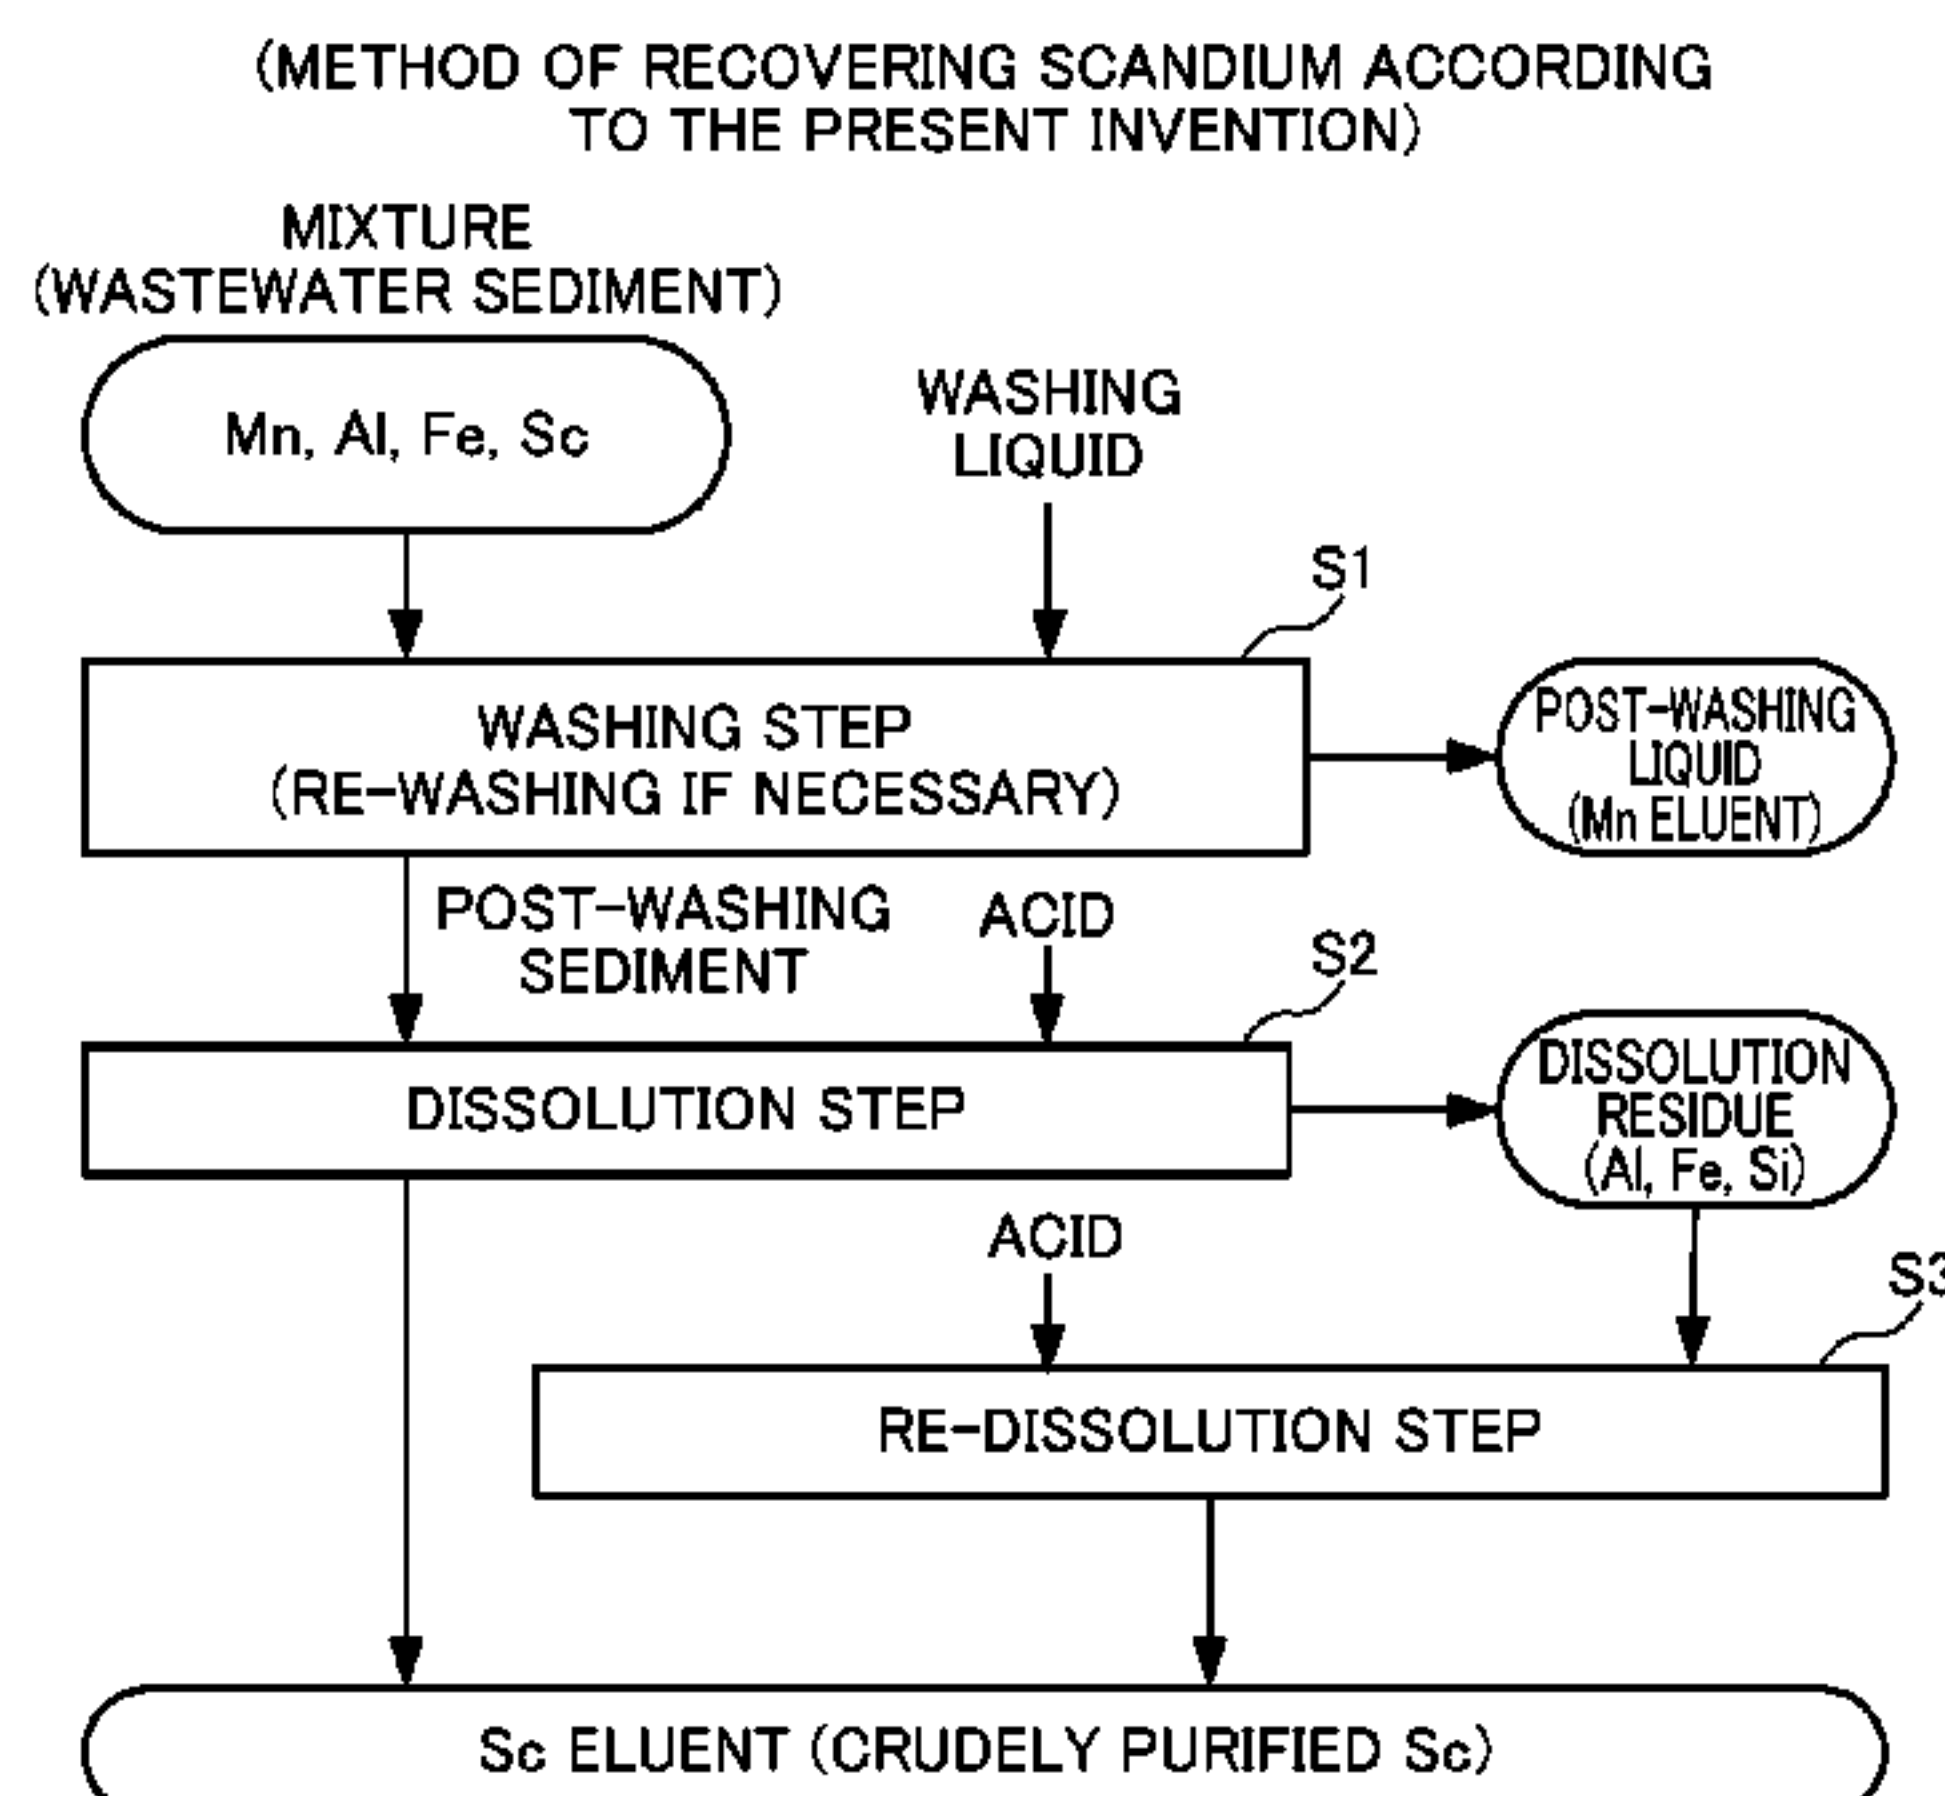 (METHOD OF RECOVERING SCANDIUM ACCORDING
TO THE PRESENT INVENTION)
MIXTURE
(WASTEWATER SEDIMENT)
Mn, Al, Fe, Sc
WASHING
LIQUID
S1
WASHING STEP
(RE-WASHING IF NECESSARY)
POST-WASHING
LIQUID
(Mn ELUENT)
POST-WASHING
SEDIMENT
ACID
S2
DISSOLUTION STEP
DISSOLUTION
RESIDUE
(Al, Fe, Si)
ACID
S3
RE-DISSOLUTION STEP
Sc ELUENT (CRUDELY PURIFIED Sc)